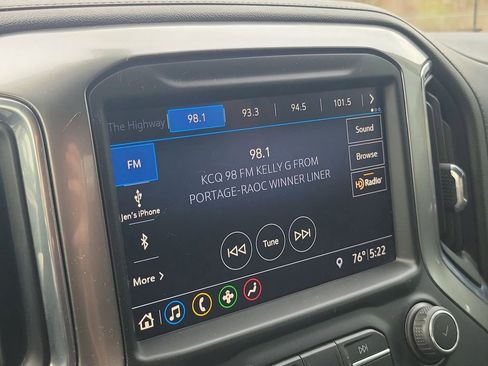 The Highway 98.1 93.3 94.5 101.5
FM
98.1
KCQ 98 FM KELLY G FROM
PORTAGE-RAOC WINNER LINER
Sound
Browse
HD Radio
Jen's iPhone
Tune
More
76° 5:22